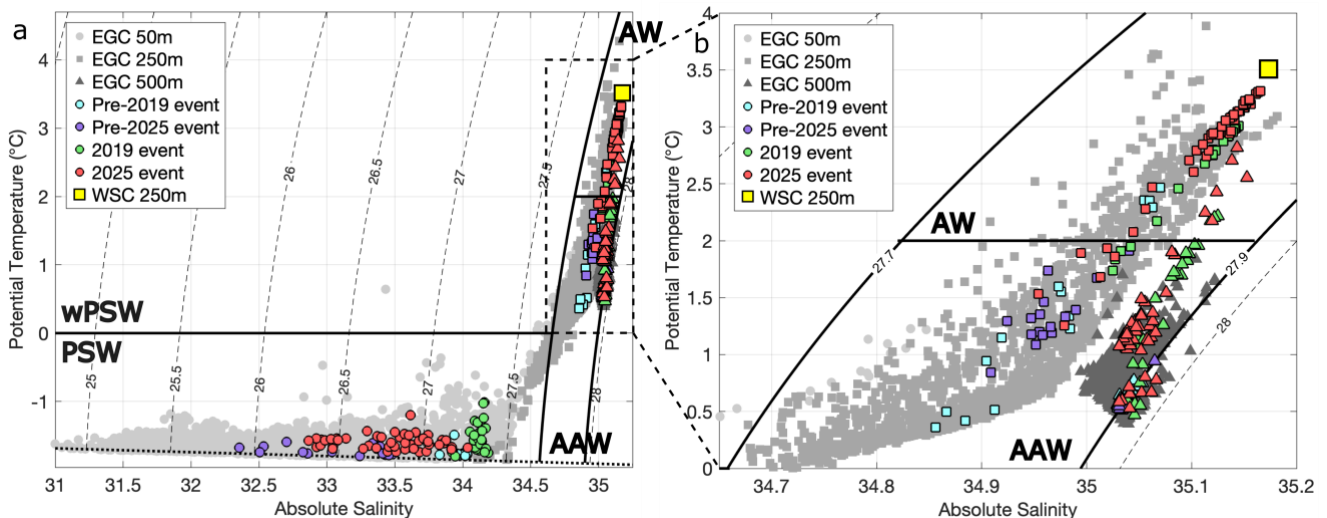 a
EGC 50m
EGC 250m
EGC 500m
Pre-2019 event
Pre-2025 event
2019 event
2025 event
WSC 250m
AW
26
26.5
27
27.5
28
wPSW
PSW
25
25.5
26
26.5
27
27.5
28
AAW
4
3
2
1
0
-1
Potential Temperature (°C)
31
31.5
32
32.5
33
33.5
34
34.5
35
Absolute Salinity
b
EGC 50m
EGC 250m
EGC 500m
Pre-2019 event
Pre-2025 event
2019 event
2025 event
WSC 250m
AW
27.7
27.9
28
AAW
4
3.5
3
2.5
2
1.5
1
0.5
0
Potential Temperature (°C)
34.7
34.8
34.9
35
35.1
35.2
Absolute Salinity